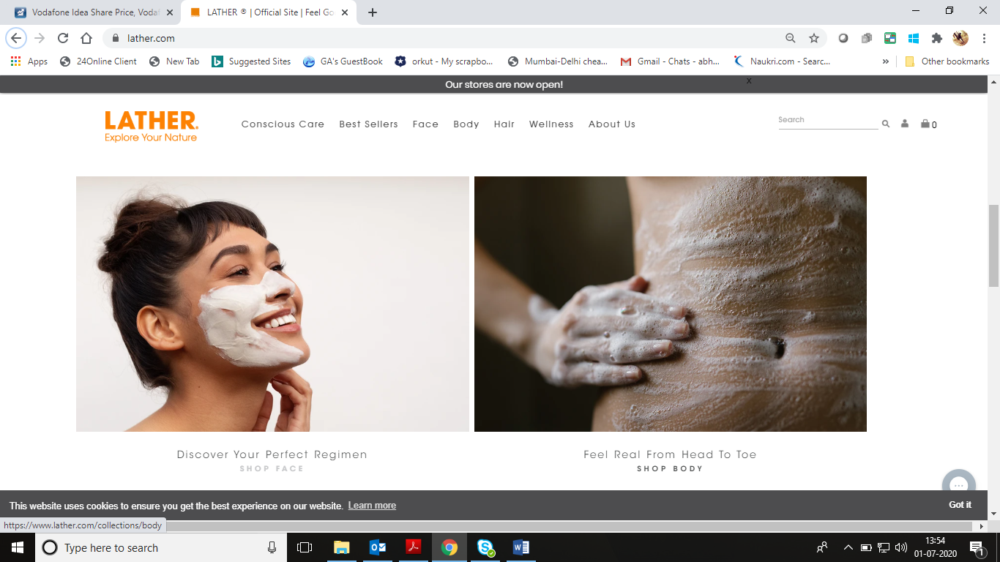 Vodafone Idea Share Price, Vodaf
LATHER ® | Official Site | Feel Go
lather.com
Apps
24Online Client
New Tab
Suggested Sites
GA's GuestBook
orkut - My scrapbo...
Mumbai-Delhi chea...
Gmail - Chats - abh...
Naukri.com - Searc...
»
Other bookmarks
Our stores are now open!
x
LATHER®
Explore Your Nature
Conscious Care
Best Sellers
Face
Body
Hair
Wellness
About Us
Search
0
Discover Your Perfect Regimen
SHOP FACE
Feel Real From Head To Toe
SHOP BODY
This website uses cookies to ensure you get the best experience on our website. Learn more
Got it
https://www.lather.com/collections/body
Type here to search
13:54
01-07-2020
1